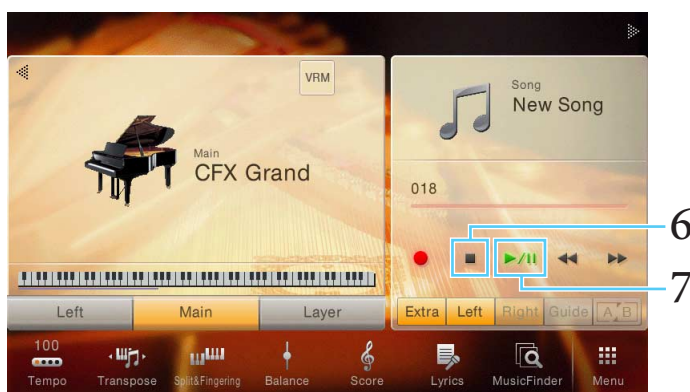 VRM
Main
CFX Grand
Song
New Song
018
6
7
Left
Main
Layer
Extra
Left
Right
Guide
A B
100
Tempo
Transpose
Split&Fingering
Balance
Score
Lyrics
MusicFinder
Menu